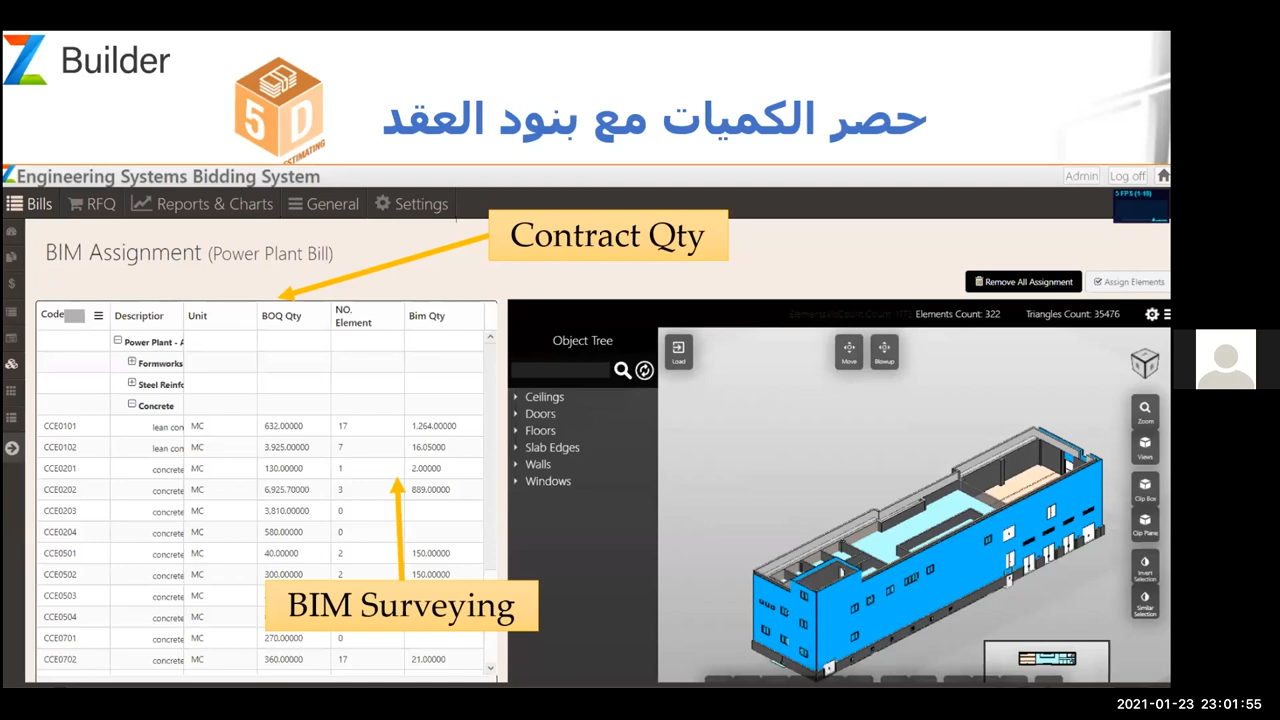 Builder
5D
ESTIMATING
حصر الكميات مع بنود العقد
Engineering Systems Bidding System
Admin
Log off
5 FPS (1-19)
Bills
RFQ
Reports & Charts
General
Settings
Contract Qty
BIM Assignment (Power Plant Bill)
Remove All Assignment
Assign Elements
Code Descriptior Unit BOQ Qty NO. Element Bim Qty
Power Plant - A
Formworks
Steel Reinfo
Concrete
CCE0101 lean con MC 632.00000 17 1.264.00000
CCE0102 lean con MC 3.925.00000 7 16.05000
CCE0201 concrete MC 130.00000 1 2.00000
CCE0202 concrete MC 6.925.70000 3 889.00000
CCE0203 concrete MC 3.810.00000 0
CCE0204 concrete MC 580.00000 0
CCE0501 concrete MC 40.00000 2 150.00000
CCE0502 concrete MC 300.00000 2 150.00000
CCE0503 concrete MC
CCE0504 concrete MC
CCE0701 concrete MC 270.00000 0
CCE0702 concrete MC 360.00000 17 21.00000
BIM Surveying
Elements Count: 322
Triangles Count: 35476
Object Tree
Ceilings
Doors
Floors
Slab Edges
Walls
Windows
Load
Move
Blowup
Zoom
Views
Clip Box
Clip Plane
Invert Selection
Similar Selection
2021-01-23 23:01:55